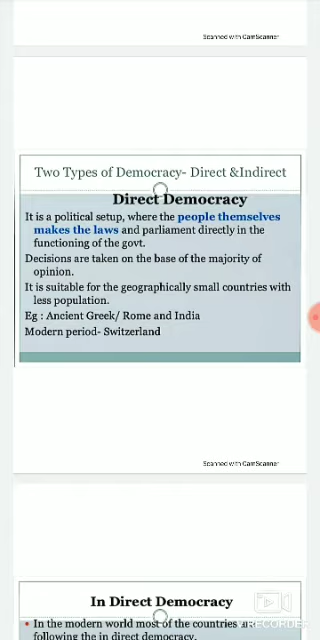 Scanned with CamScanner
Two Types of Democracy- Direct &Indirect
Direct Democracy
It is a political setup, where the people themselves
makes the laws and parliament directly in the
functioning of the govt.
Decisions are taken on the base of the majority of
opinion.
It is suitable for the geographically small countries with
less population.
Eg : Ancient Greek/ Rome and India
Modern period- Switzerland
Scanned with CamScanner
In Direct Democracy
• In the modern world most of the countries are
following the in direct democracy.
RECORDER